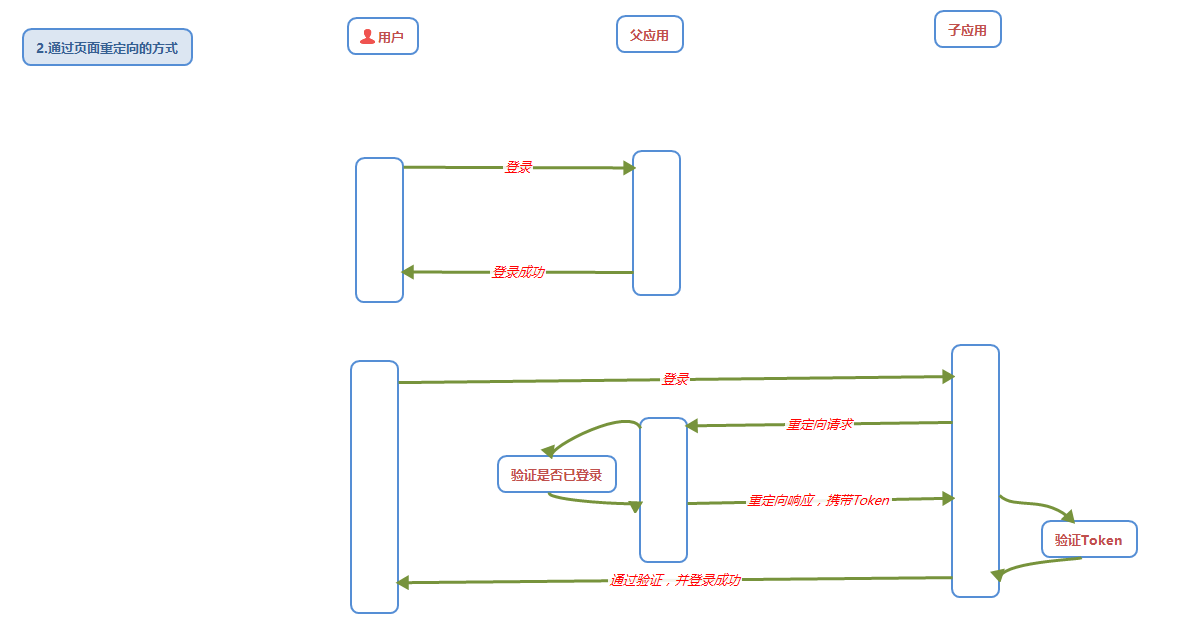 2.通过页面重定向的方式
用户
父应用
子应用
登录
登录成功
登录
重定向请求
验证是否已登录
重定向响应，携带Token
验证Token
通过验证，并登录成功